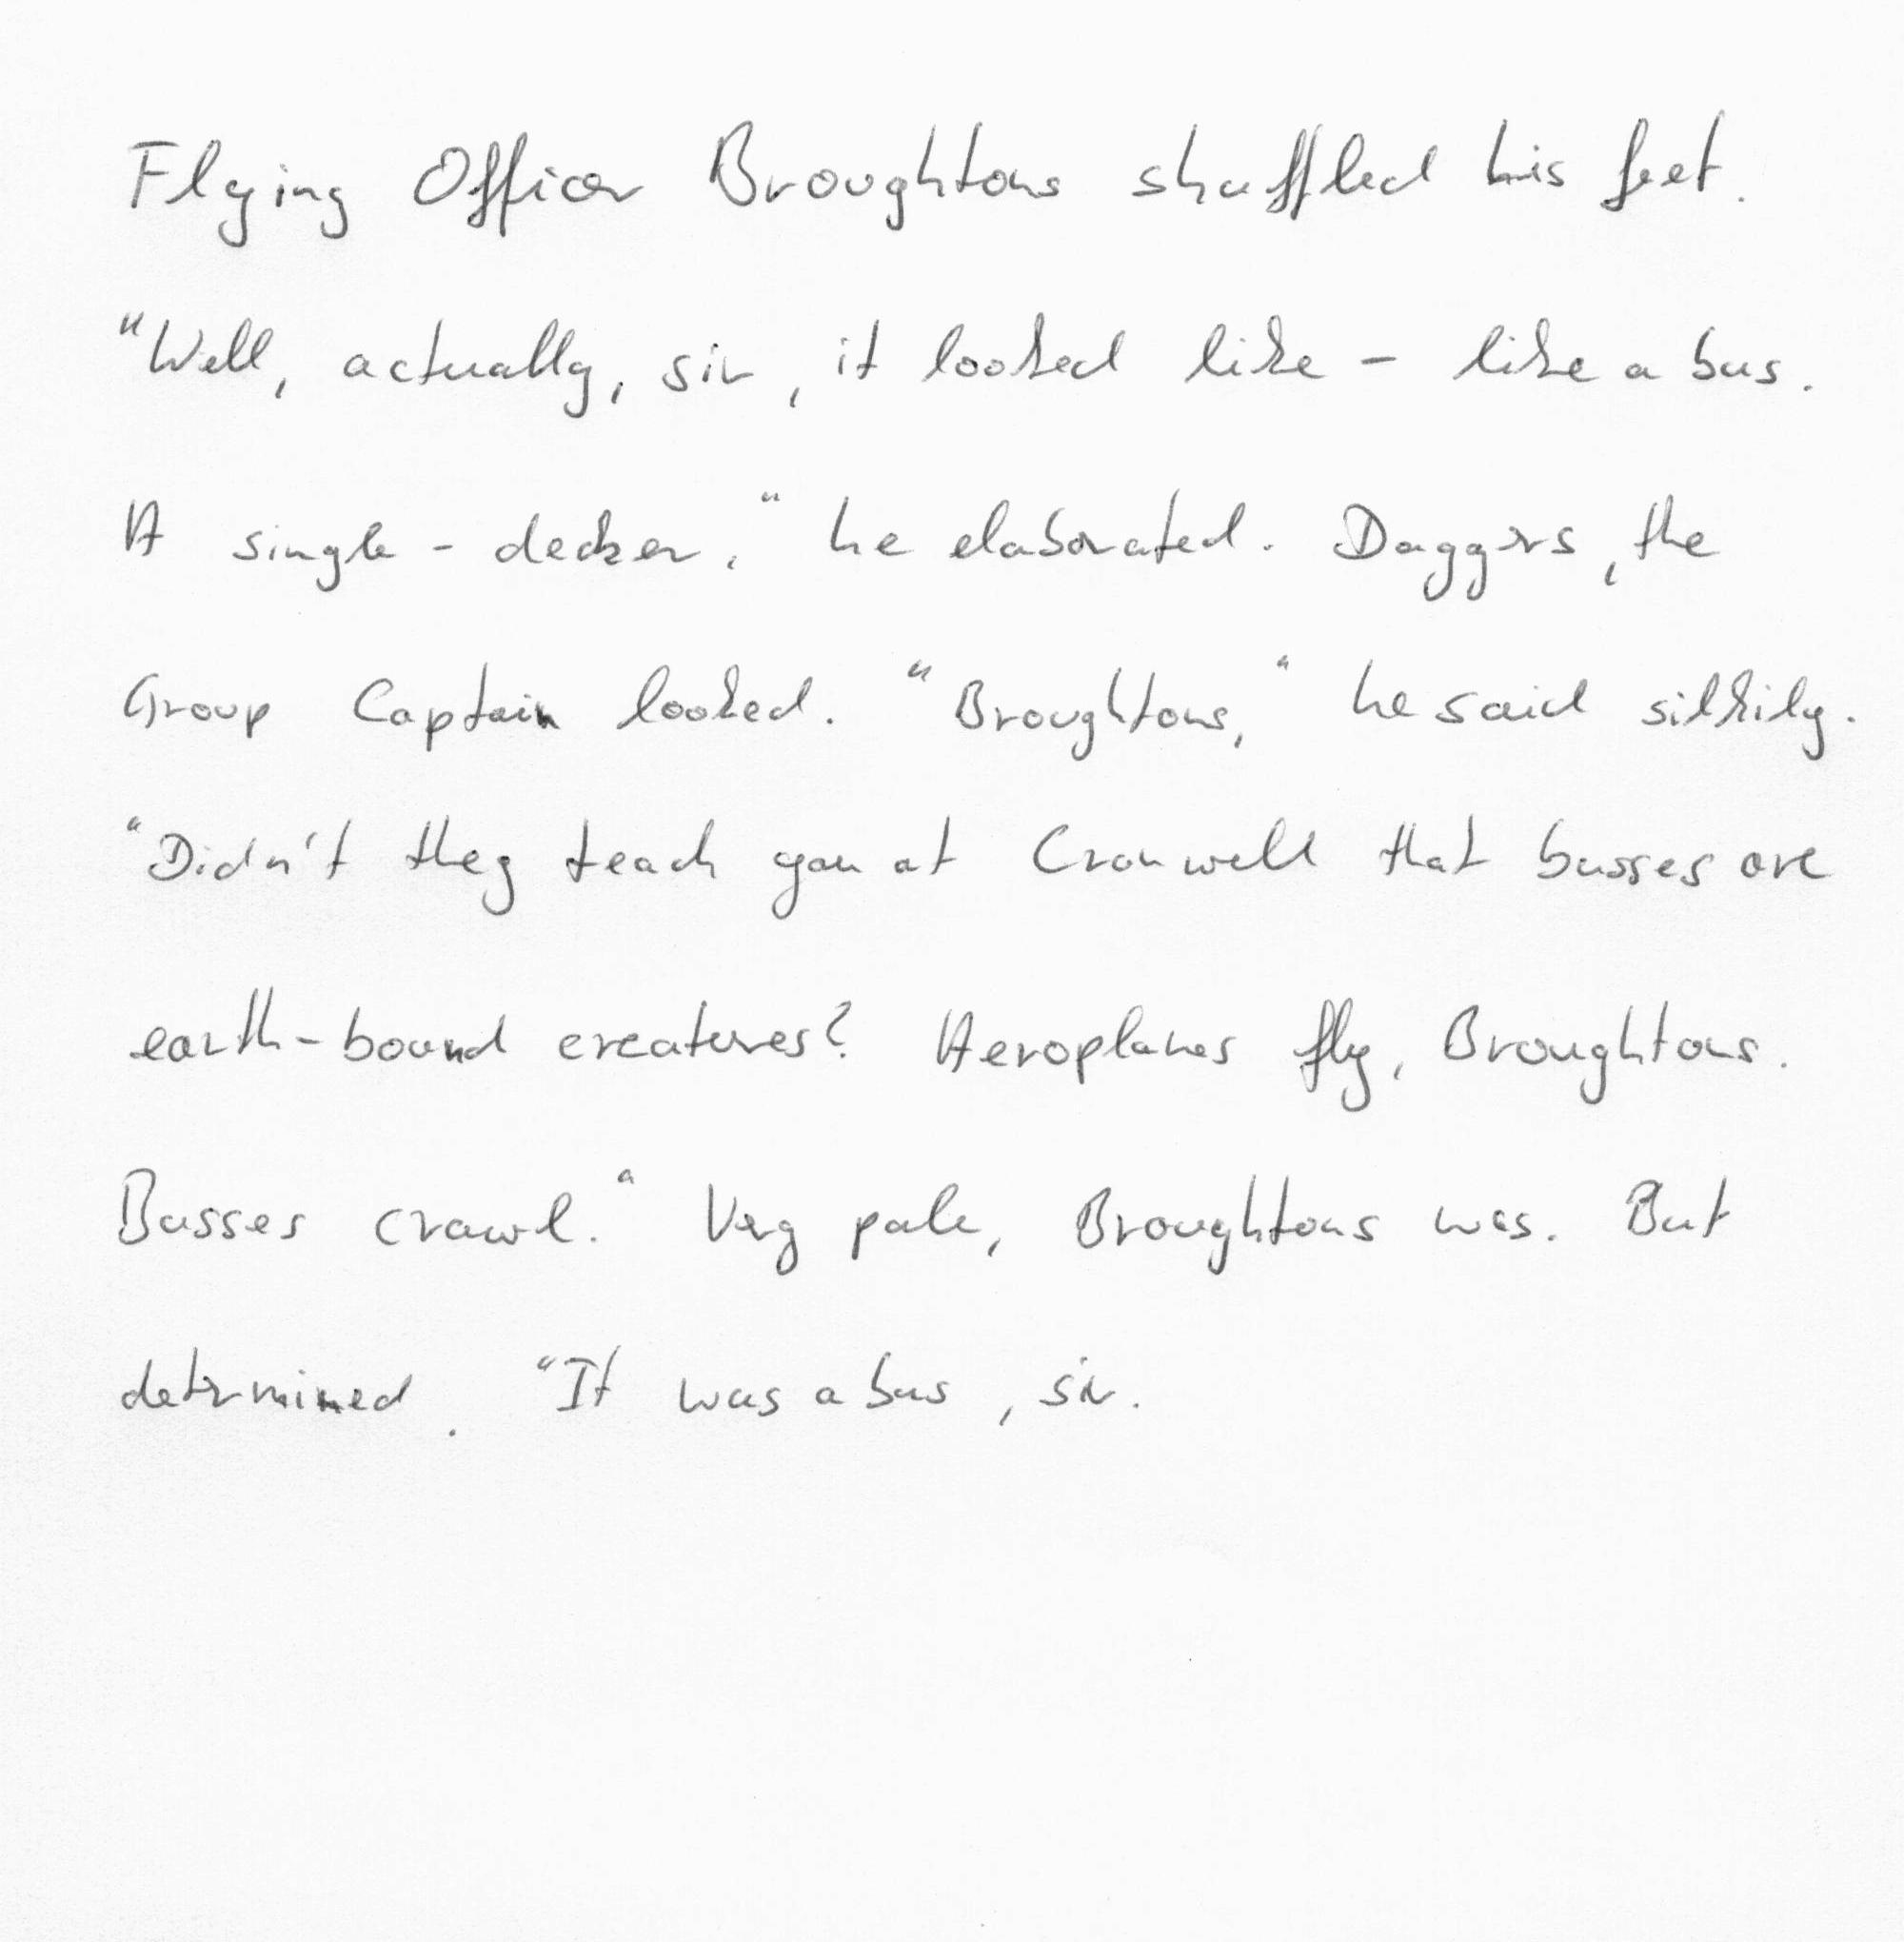 Flying Officer Broughtons shuffled his feet.
"Well, actually, sir, it looked like - like a bus.
A single-decker," he elaborated. Daggers, the
Group Captain looked. "Broughtons," he said silkily.
"Didn't they teach you at Cranwell that busses are
earth-bound creatures? Aeroplanes fly, Broughtons.
Busses crawl." Very pale, Broughtons was. But
determined. "It was a bus, sir.